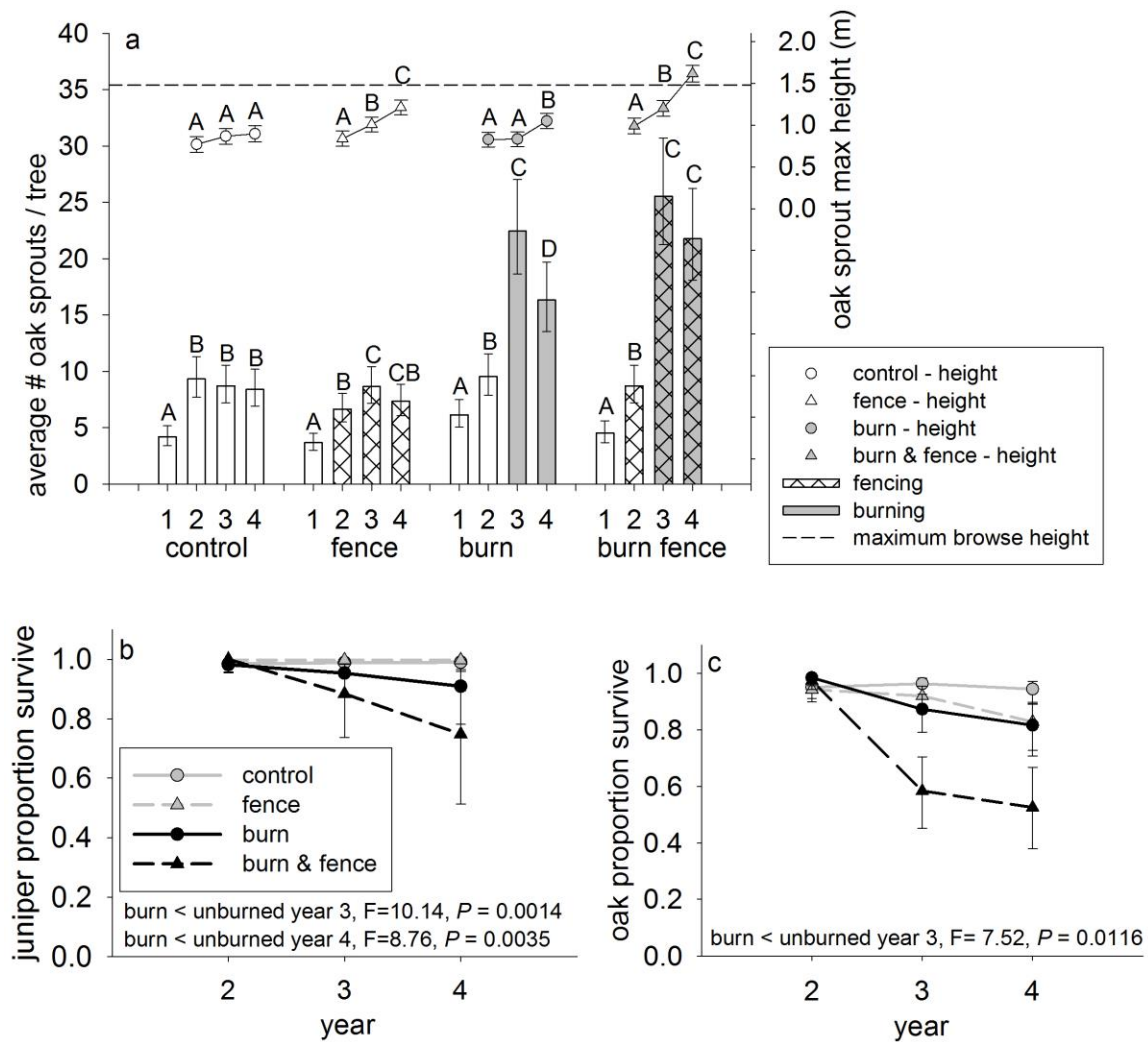 a
average # oak sprouts / tree
40
35
30
25
20
15
10
5
0
oak sprout max height (m)
2.0
1.5
1.0
0.5
0.0
A A A
A B C
A A B
A B C
A B B B
A B C CB
A B C D
A B C C
1 2 3 4 1 2 3 4 1 2 3 4 1 2 3 4
control fence burn burn fence
control - height
fence - height
burn - height
burn & fence - height
fencing
burning
maximum browse height
b
juniper proportion survive
1.0
0.8
0.6
0.4
0.2
0.0
control
fence
burn
burn & fence
burn < unburned year 3, F=10.14, P = 0.0014
burn < unburned year 4, F=8.76, P = 0.0035
2 3 4
year
c
oak proportion survive
1.0
0.8
0.6
0.4
0.2
0.0
burn < unburned year 3, F= 7.52, P = 0.0116
2 3 4
year